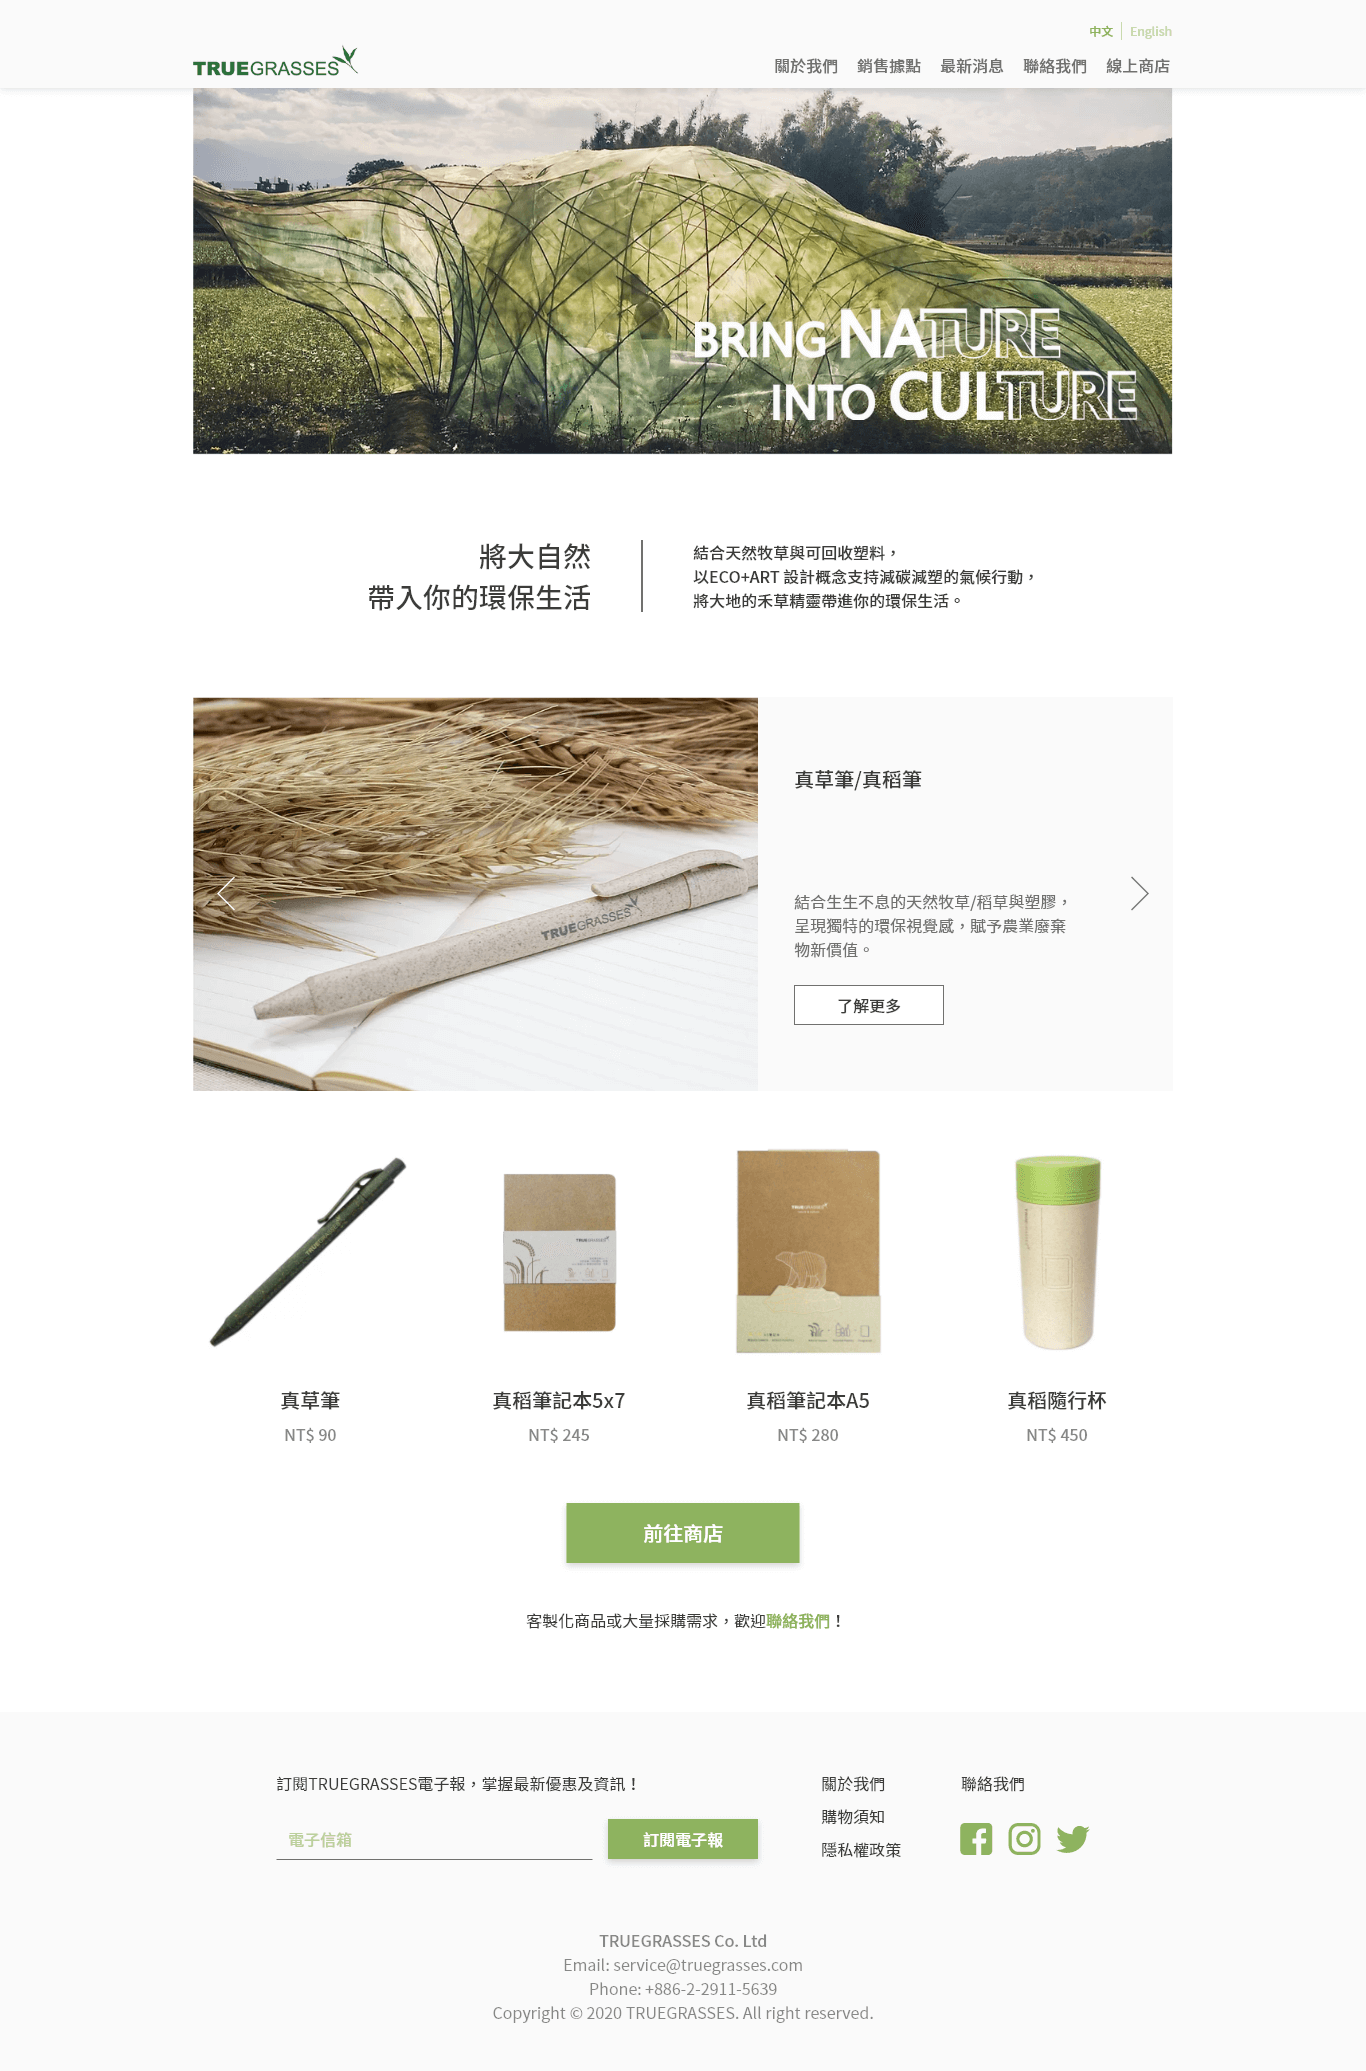 中文 English
TRUEGRASSES
關於我們 銷售據點 最新消息 聯絡我們 線上商店
BRING NATURE
INTO CULTURE
將大自然
帶入你的環保生活
結合天然牧草與可回收塑料，
以ECO+ART 設計概念支持減碳減塑的氣候行動，
將大地的禾草精靈帶進你的環保生活。
TRUEGRASSES
真草筆/真稻筆
結合生生不息的天然牧草/稻草與塑膠，
呈現獨特的環保視覺感，賦予農業廢棄
物新價值。
了解更多
TRUEGRASSES
TRUEGRASSES
TRUEGRASSES
真草筆
NT$ 90
真稻筆記本5x7
NT$ 245
真稻筆記本A5
NT$ 280
真稻隨行杯
NT$ 450
前往商店
客製化商品或大量採購需求，歡迎聯絡我們！
訂閱TRUEGRASSES電子報，掌握最新優惠及資訊！
電子信箱
訂閱電子報
關於我們
購物須知
隱私權政策
聯絡我們
TRUEGRASSES Co. Ltd
Email: service@truegrasses.com
Phone: +886-2-2911-5639
Copyright © 2020 TRUEGRASSES. All right reserved.